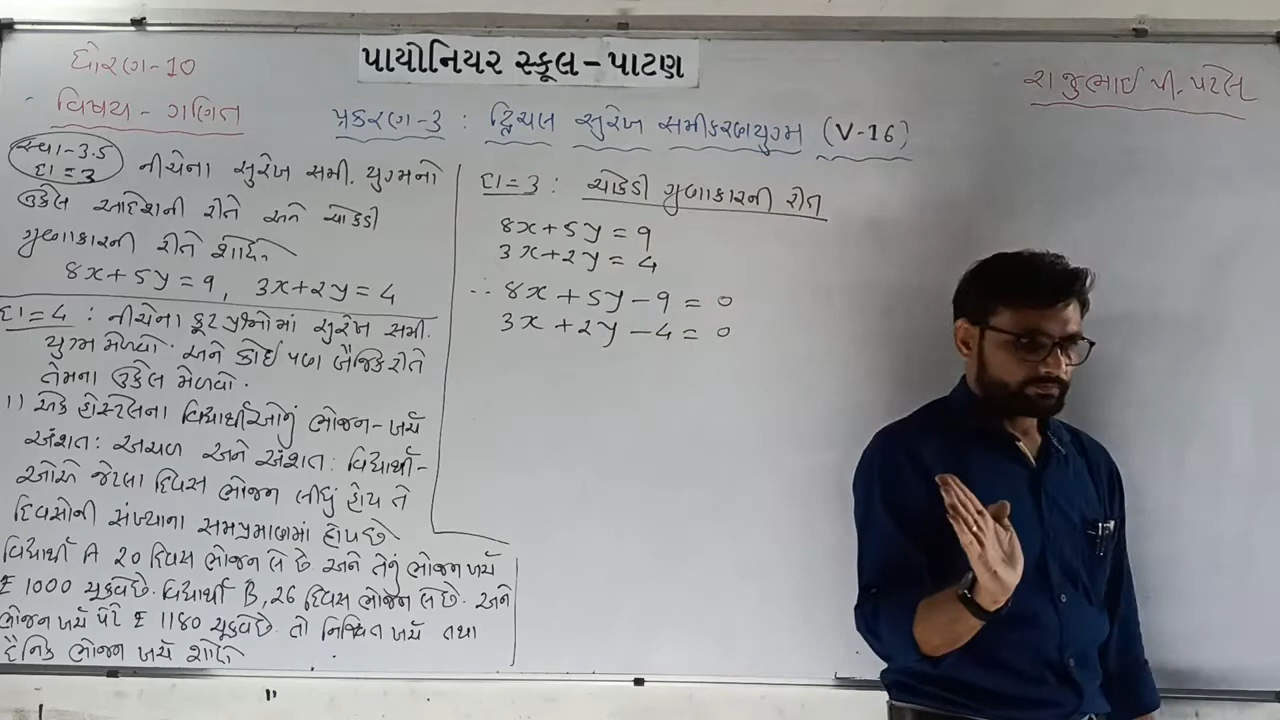 પાયોનિયર સ્કૂલ - પાટણ
ધોરણ-10
વિષય - ગણિત
રાજુભાઈ પી. પટેલ
પ્રકરણ-3 : દ્વિચલ સુરેખ સમીકરણયુગ્મ (V-16)
સ્વા-3.5
દા=3
નીચેના સુરેખ સમી. યુગ્મનો
ઉકેલ આદેશની રીતે અને ચોકડી
ગુણાકારની રીતે શોધો.
8x + 5y = 9, 3x + 2y = 4
દા=4 : નીચેના કૂટપ્રશ્નોમાં સુરેખ સમી.
યુગ્મ મેળવો. અને કોઈ પણ બૈજિક રીતે
તેમના ઉકેલ મેળવો.
1) એક હોસ્ટેલના વિદ્યાર્થીઓનું ભોજન-ખર્ચ
અંશત: અચળ અને અંશત: વિદ્યાર્થી-
ઓએ જેટલા દિવસ ભોજન લીધું હોય તે
દિવસોની સંખ્યાના સમપ્રમાણમાં હોય છે
વિદ્યાર્થી A 20 દિવસ ભોજન લે છે. અને તેનું ભોજન ખર્ચ
₹ 1000 ચૂકવે છે. વિદ્યાર્થી B, 26 દિવસ ભોજન લે છે. અને
ભોજન ખર્ચ પેટે ₹ 1180 ચૂકવે છે. તો નિશ્ચિત ખર્ચ તથા
દૈનિક ભોજન ખર્ચ શોધો
દા=3 : ચોકડી ગુણાકારની રીત
8x + 5y = 9
3x + 2y = 4
∴ 8x + 5y - 9 = 0
3x + 2y - 4 = 0